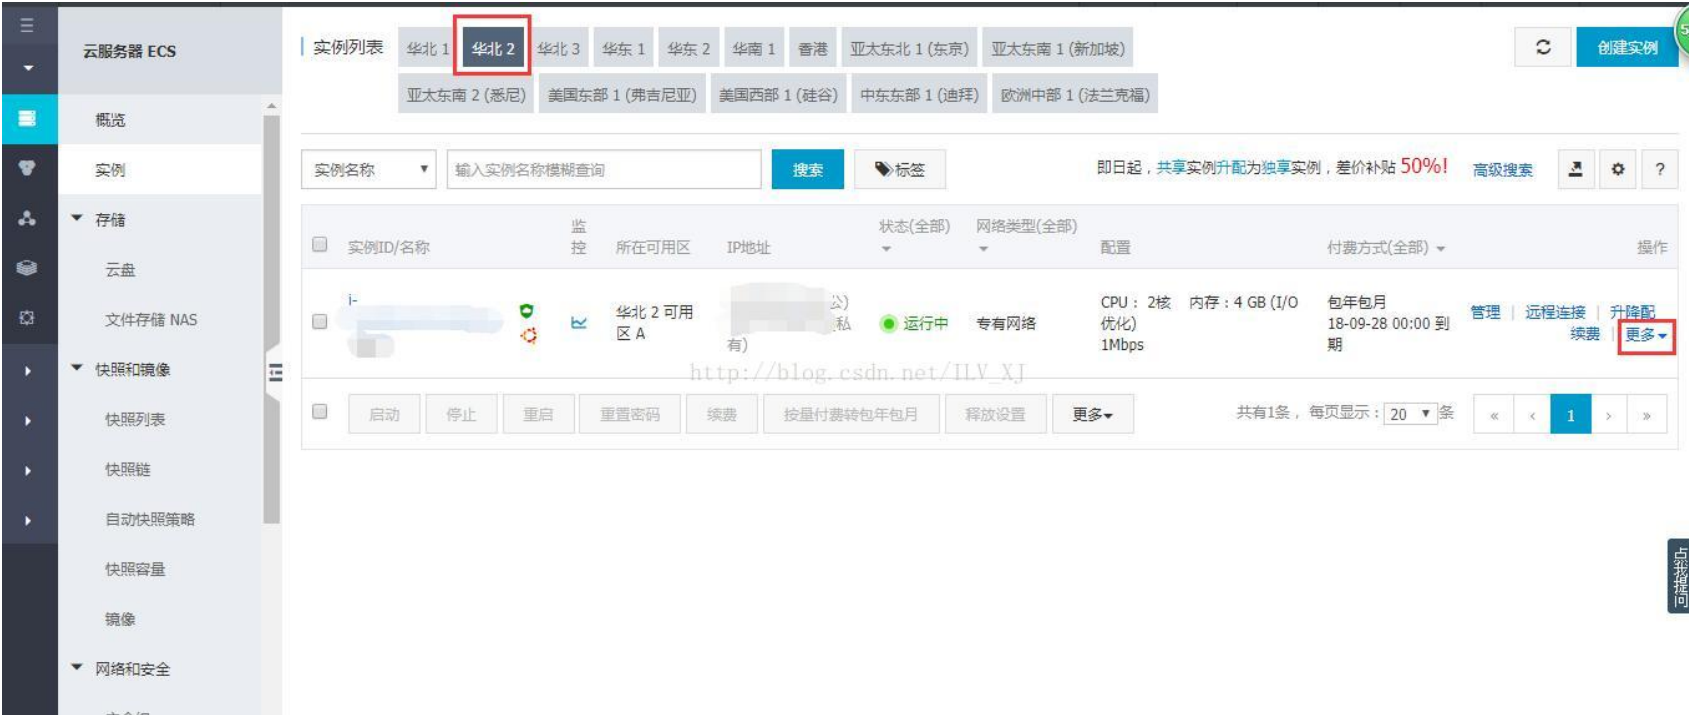 云服务器 ECS
概览
实例
存储
云盘
文件存储 NAS
快照和镜像
快照列表
快照链
自动快照策略
快照容量
镜像
网络和安全
实例列表 华北 1 华北 2 华北 3 华东 1 华东 2 华南 1 香港 亚太东北 1 (东京) 亚太东南 1 (新加坡)
创建实例
亚太东南 2 (悉尼) 美国东部 1 (弗吉尼亚) 美国西部 1 (硅谷) 中东东部 1 (迪拜) 欧洲中部 1 (法兰克福)
实例名称 输入实例名称模糊查询 搜索 标签 即日起，共享实例升配为独享实例，差价补贴 50%! 高级搜索 ?
实例ID/名称 监控 所在可用区 IP地址 状态(全部) 网络类型(全部) 配置 付费方式(全部) 操作
i-
华北 2 可用
区 A
公)
私
有)
运行中
专有网络
CPU： 2核 内存：4 GB (I/O
优化)
1Mbps
包年包月
18-09-28 00:00 到
期
管理 | 远程连接 | 升降配
续费 | 更多
http://blog.csdn.net/ILV_XJ
启动 停止 重启 重置密码 续费 按量付费转包年包月 释放设置 更多 共有1条， 每页显示：20 条 « ‹ 1 › »
点我提问